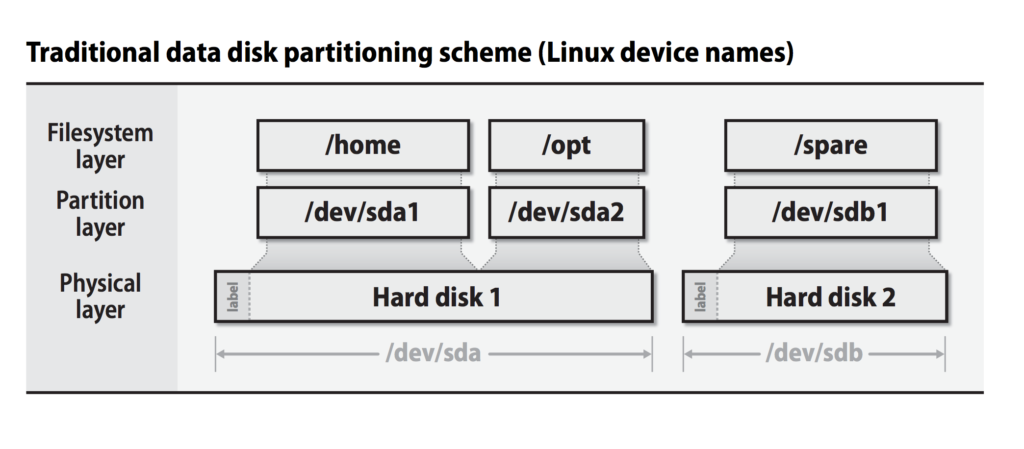 Traditional data disk partitioning scheme (Linux device names)
Filesystem
layer
/home
/opt
/spare
Partition
layer
/dev/sda1
/dev/sda2
/dev/sdb1
Physical
layer
label
Hard disk 1
label
Hard disk 2
/dev/sda
/dev/sdb